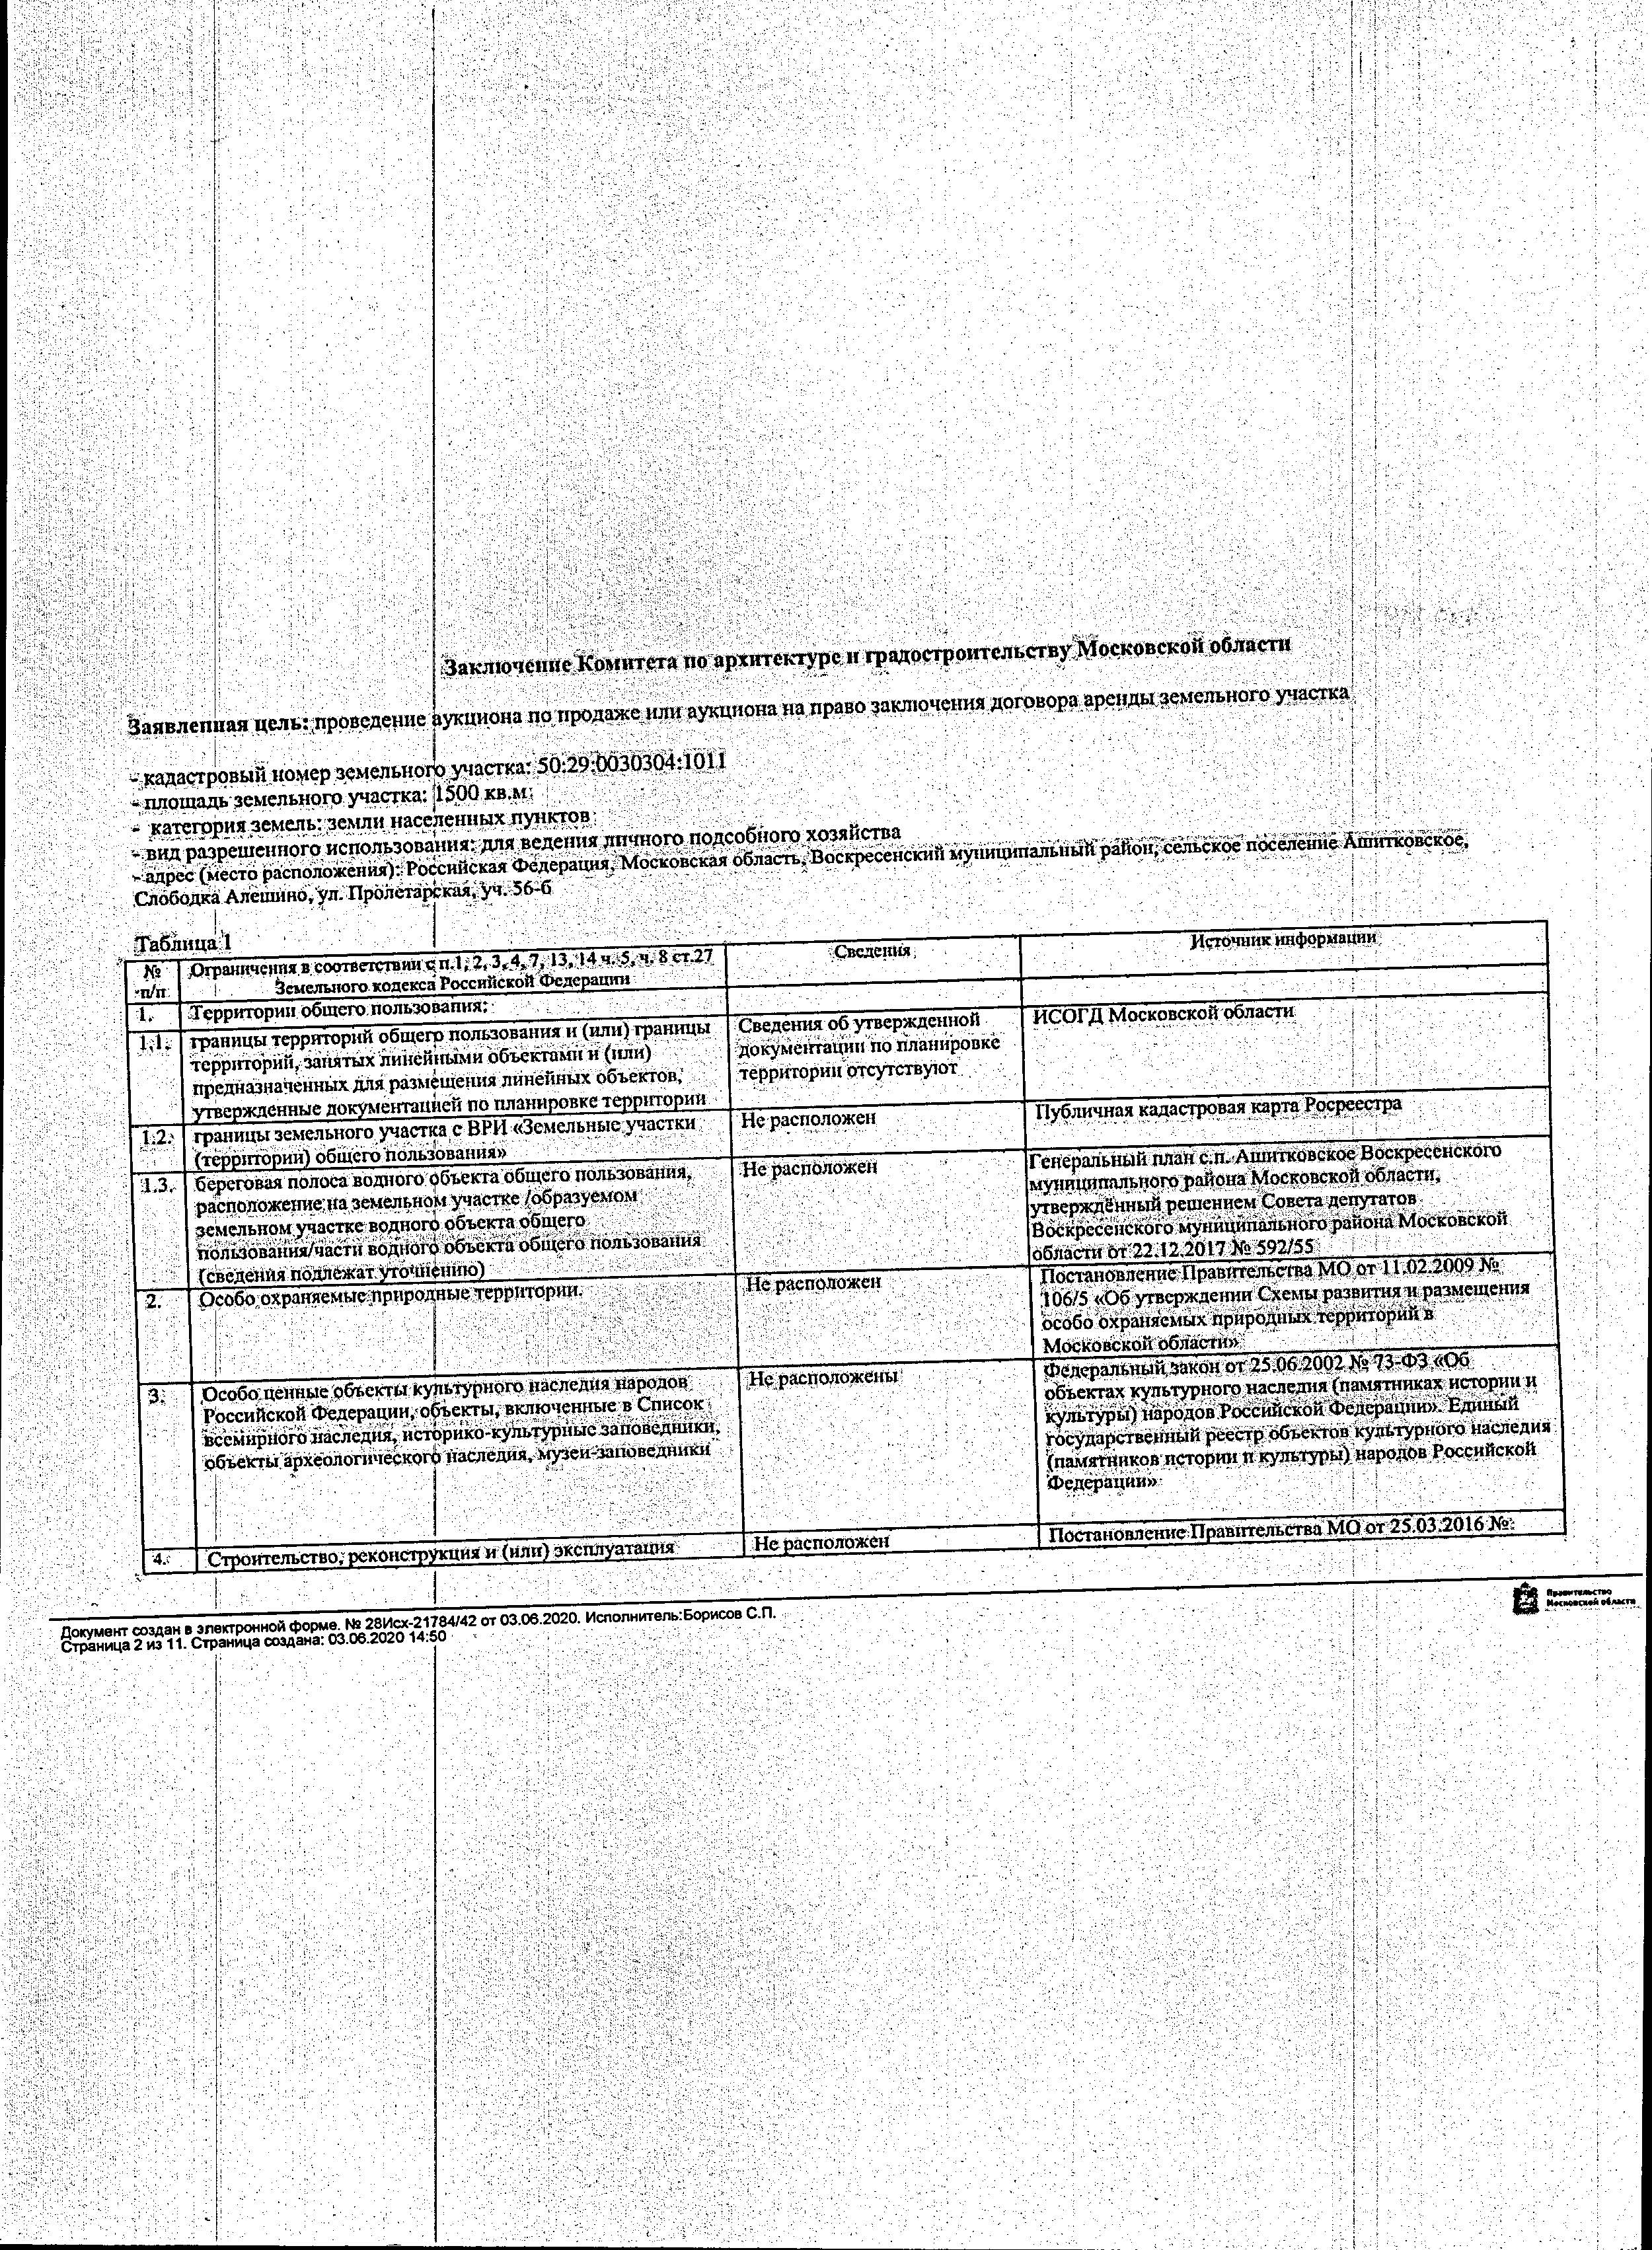 Заключение Комитета по архитектуре и градостроительству Московской области
Заявленная цель: проведение аукциона по продаже или аукциона на право заключения договора аренды земельного участка
- кадастровый номер земельного участка: 50:29:0030304:1011
- площадь земельного участка: 1500 кв.м.
- категория земель: земли населенных пунктов
- вид разрешенного использования: для ведения личного подсобного хозяйства
- адрес (место расположения): Российская Федерация, Московская область, Воскресенский муниципальный район, сельское поселение Ашитковское,
Слободка Алешино, ул. Пролетарская, уч. 56-б
Таблица 1
№
п/п
Ограничения в соответствии с п.1, 2, 3, 4, 7, 13, 14 ч. 5, ч. 8 ст.27
Земельного кодекса Российской Федерации
Сведения
Источник информации
1.
Территории общего пользования:
1.1.
границы территорий общего пользования и (или) границы
территорий, занятых линейными объектами и (или)
предназначенных для размещения линейных объектов,
утвержденные документацией по планировке территории
Сведения об утвержденной
документации по планировке
территории отсутствуют
ИСОГД Московской области
1.2.
границы земельного участка с ВРИ «Земельные участки
(территории) общего пользования»
Не расположен
Публичная кадастровая карта Росреестра
1.3.
береговая полоса водного объекта общего пользования,
расположение на земельном участке /образуемом
земельном участке водного объекта общего
пользования/части водного объекта общего пользования
(сведения подлежат уточнению)
Не расположен
Генеральный план с.п. Ашитковское Воскресенского
муниципального района Московской области,
утверждённый решением Совета депутатов
Воскресенского муниципального района Московской
области от 22.12.2017 № 592/55
2.
Особо охраняемые природные территории.
Не расположен
Постановление Правительства МО от 11.02.2009 №
106/5 «Об утверждении Схемы развития и размещения
особо охраняемых природных территорий в
Московской области»
3.
Особо ценные объекты культурного наследия народов
Российской Федерации, объекты, включенные в Список
всемирного наследия, историко-культурные заповедники,
объекты археологического наследия, музеи-заповедники
Не расположены
Федеральный закон от 25.06.2002 № 73-ФЗ «Об
объектах культурного наследия (памятниках истории и
культуры) народов Российской Федерации». Единый
государственный реестр объектов культурного наследия
(памятников истории и культуры) народов Российской
Федерации»
4.
Строительство, реконструкция и (или) эксплуатация
Не расположен
Постановление Правительства МО от 25.03.2016 №
Документ создан в электронной форме. № 28Исх-21784/42 от 03.06.2020. Исполнитель:Борисов С.П.
Страница 2 из 11. Страница создана: 03.06.2020 14:50
Правительство
Московской области